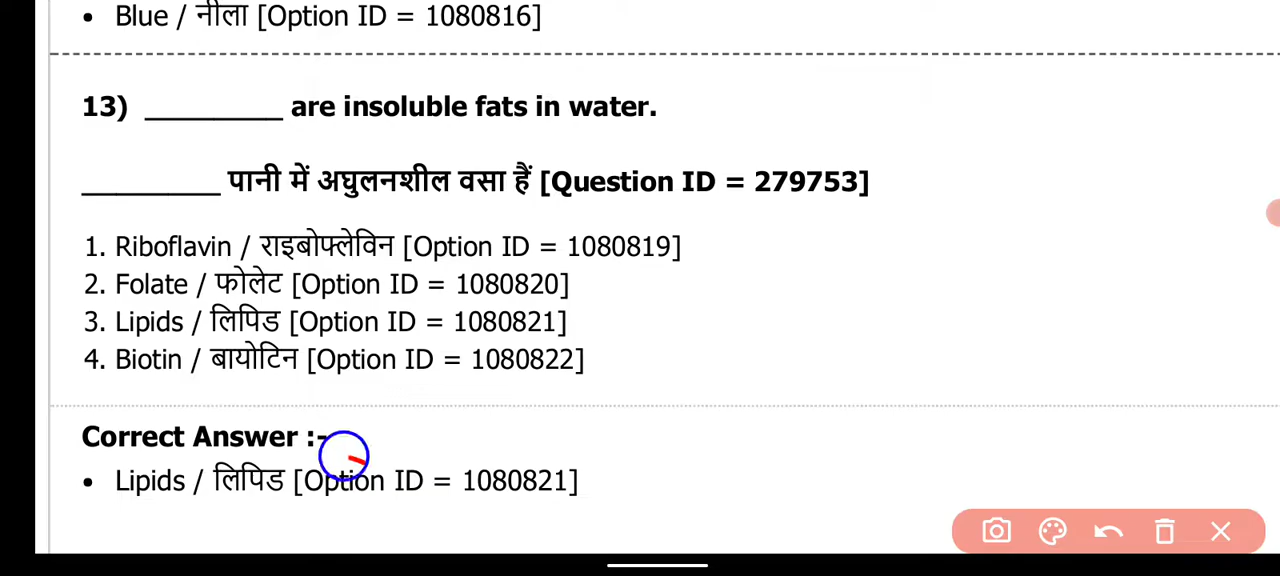 • Blue / नीला [Option ID = 1080816]
13) __________ are insoluble fats in water.
__________ पानी में अघुलनशील वसा हैं [Question ID = 279753]
1. Riboflavin / राइबोफ्लेविन [Option ID = 1080819]
2. Folate / फोलेट [Option ID = 1080820]
3. Lipids / लिपिड [Option ID = 1080821]
4. Biotin / बायोटिन [Option ID = 1080822]
Correct Answer :-
• Lipids / लिपिड [Option ID = 1080821]